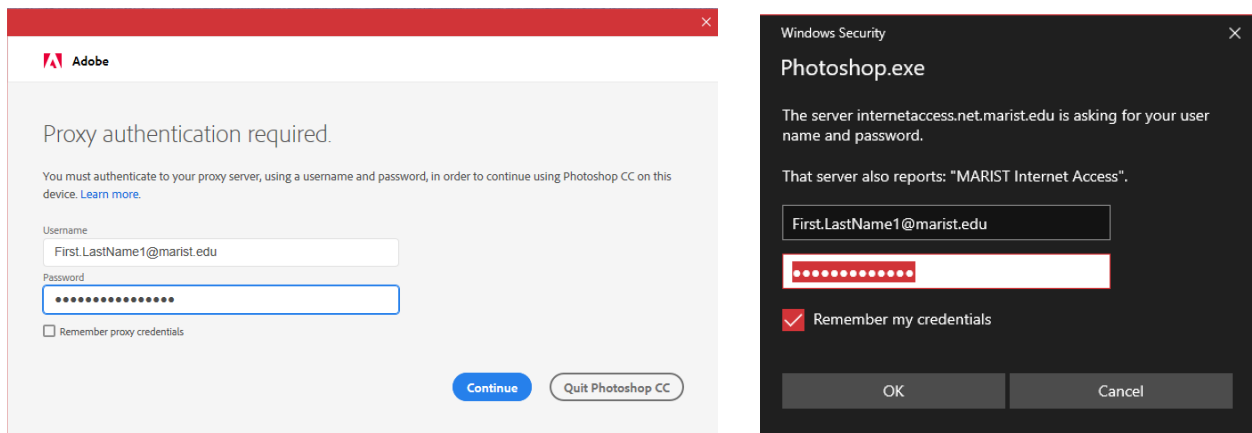 Adobe
Proxy authentication required.
You must authenticate to your proxy server, using a username and password, in order to continue using Photoshop CC on this
device. Learn more.
Username
First.LastName1@marist.edu
Password
••••••••••••••••
Remember proxy credentials
Continue
Quit Photoshop CC
Windows Security
Photoshop.exe
The server internetaccess.net.marist.edu is asking for your user
name and password.
That server also reports: "MARIST Internet Access".
First.LastName1@marist.edu
•••••••••••••
Remember my credentials
OK
Cancel